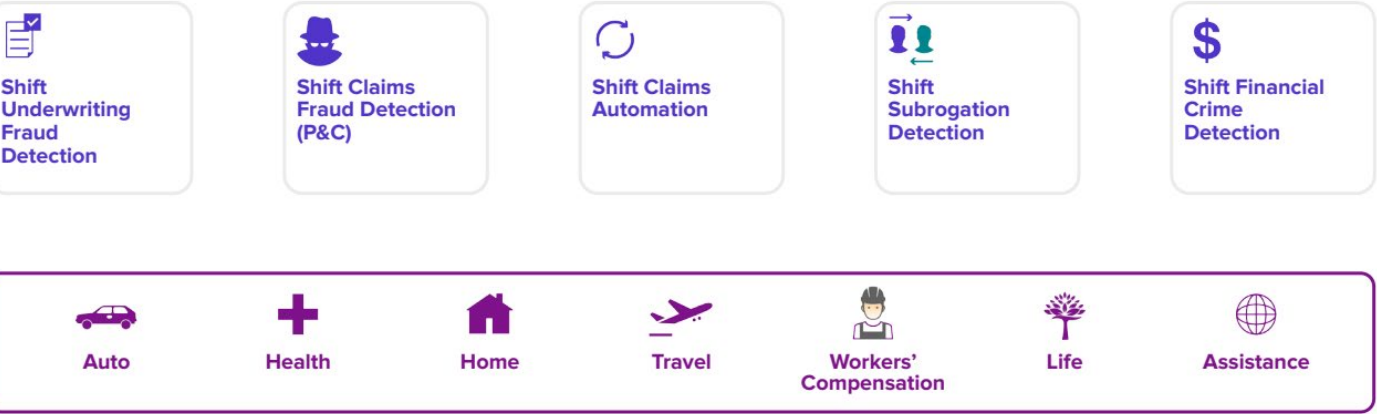 Shift
Underwriting
Fraud
Detection
Shift Claims
Fraud Detection
(P&C)
Shift Claims
Automation
Shift
Subrogation
Detection
$
Shift Financial
Crime
Detection
Auto
Health
Home
Travel
Workers’
Compensation
Life
Assistance